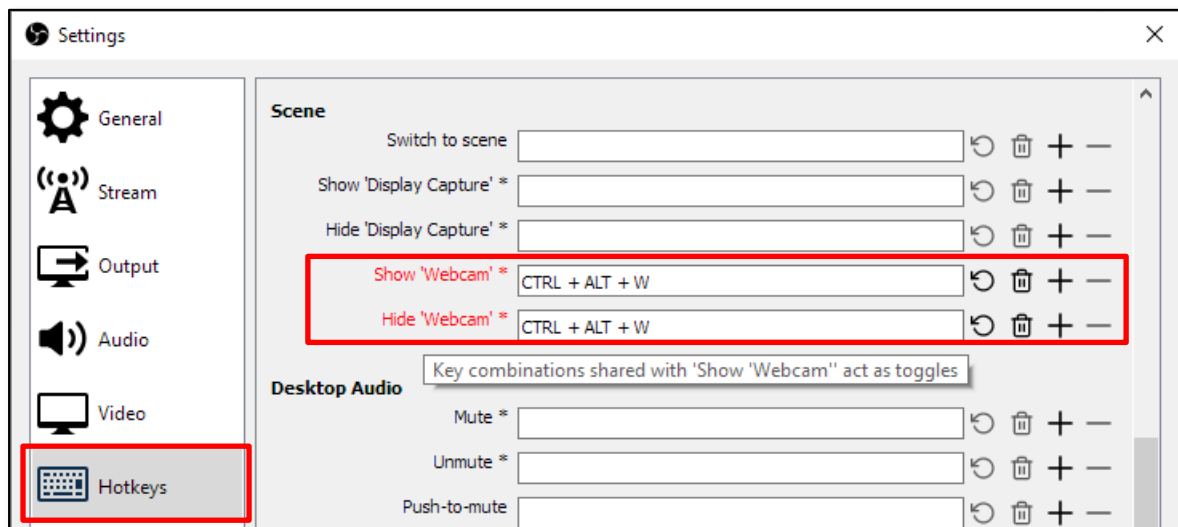 Settings
General
Stream
Output
Audio
Video
Hotkeys
Scene
Switch to scene
Show 'Display Capture' *
Hide 'Display Capture' *
Show 'Webcam' * CTRL + ALT + W
Hide 'Webcam' * CTRL + ALT + W
Key combinations shared with 'Show 'Webcam'' act as toggles
Desktop Audio
Mute *
Unmute *
Push-to-mute